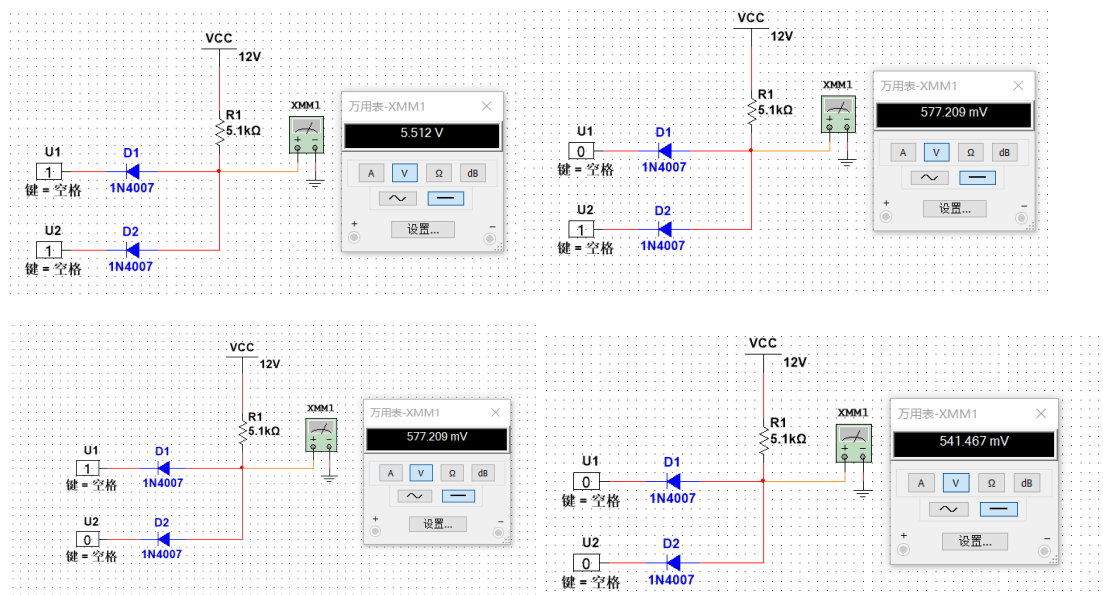 VCC
12V
R1
5.1kΩ
XMM1
U1
1
键 = 空格
D1
1N4007
U2
1
键 = 空格
D2
1N4007
万用表-XMM1
5.512 V
A V Ω dB
设置...
+ −
VCC
12V
R1
5.1kΩ
XMM1
U1
0
键 = 空格
D1
1N4007
U2
1
键 = 空格
D2
1N4007
万用表-XMM1
577.209 mV
A V Ω dB
设置...
+ −
VCC
12V
R1
5.1kΩ
XMM1
U1
1
键 = 空格
D1
1N4007
U2
0
键 = 空格
D2
1N4007
万用表-XMM1
577.209 mV
A V Ω dB
设置...
+ −
VCC
12V
R1
5.1kΩ
XMM1
U1
0
键 = 空格
D1
1N4007
U2
0
键 = 空格
D2
1N4007
万用表-XMM1
541.467 mV
A V Ω dB
设置...
+ −